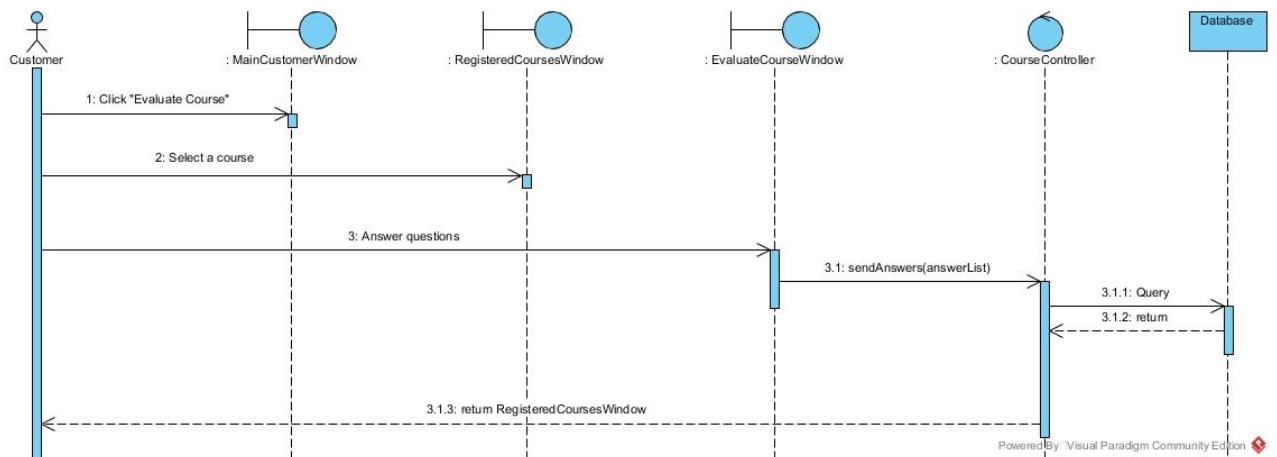 Database
Customer
: MainCustomerWindow
: RegisteredCoursesWindow
: EvaluateCourseWindow
: CourseController
1: Click "Evaluate Course"
2: Select a course
3: Answer questions
3.1: sendAnswers(answerList)
3.1.1: Query
3.1.2: return
3.1.3: return RegisteredCoursesWindow
Powered By Visual Paradigm Community Edition